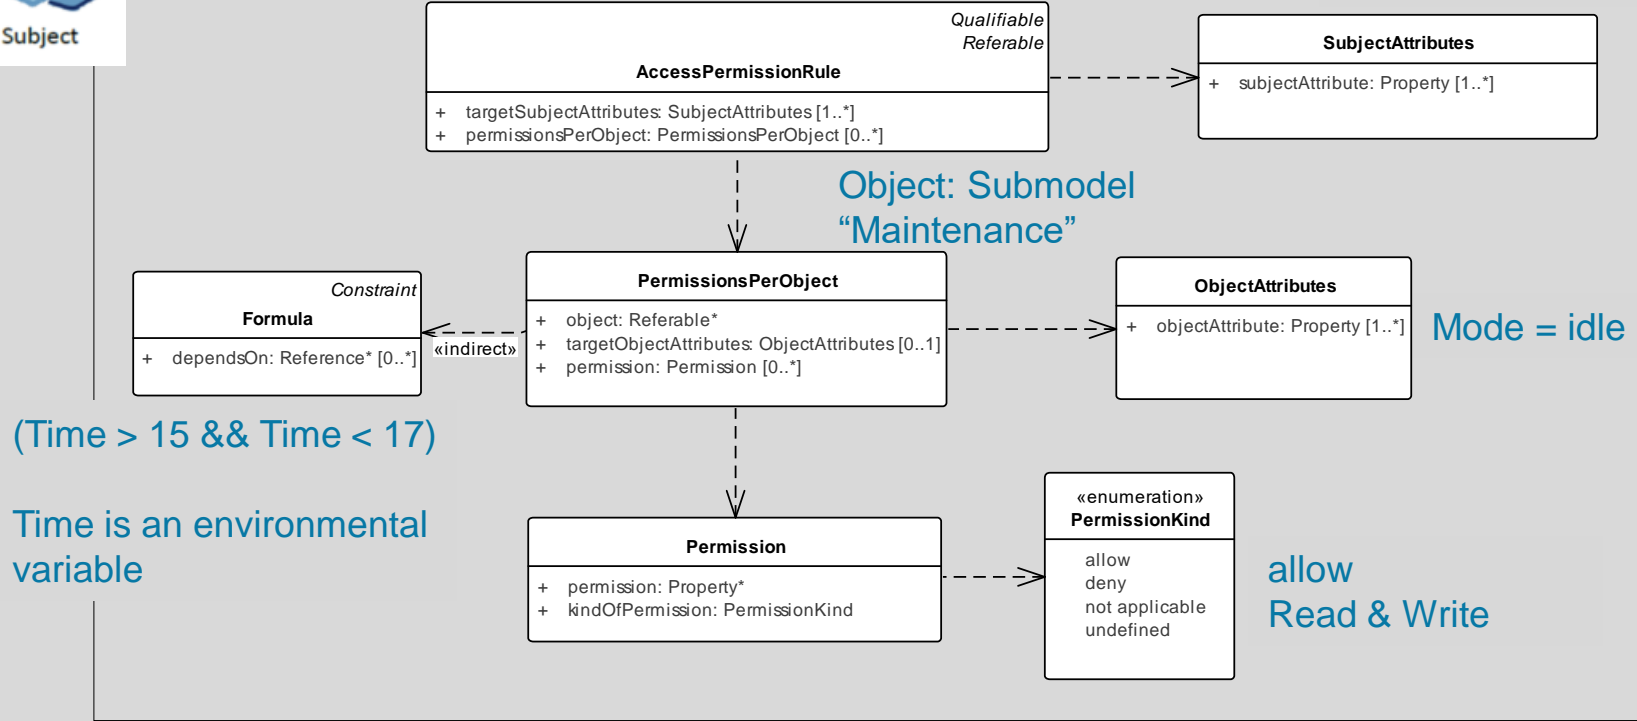 Subject
Qualifiable
Referable
AccessPermissionRule
+ targetSubjectAttributes: SubjectAttributes [1..*]
+ permissionsPerObject: PermissionsPerObject [0..*]
SubjectAttributes
+ subjectAttribute: Property [1..*]
Object: Submodel
“Maintenance”
Constraint
Formula
+ dependsOn: Reference* [0..*]
«indirect»
PermissionsPerObject
+ object: Referable*
+ targetObjectAttributes: ObjectAttributes [0..1]
+ permission: Permission [0..*]
ObjectAttributes
+ objectAttribute: Property [1..*]
Mode = idle
(Time > 15 && Time < 17)
Time is an environmental
variable
Permission
+ permission: Property*
+ kindOfPermission: PermissionKind
«enumeration»
PermissionKind
allow
deny
not applicable
undefined
allow
Read & Write